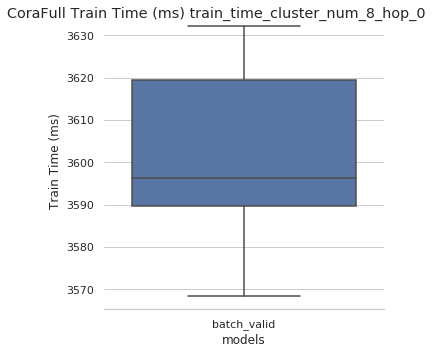 CoraFull Train Time (ms) train_time_cluster_num_8_hop_0
3630
3620
3610
3600
3590
3580
3570
Train Time (ms)
batch_valid
models